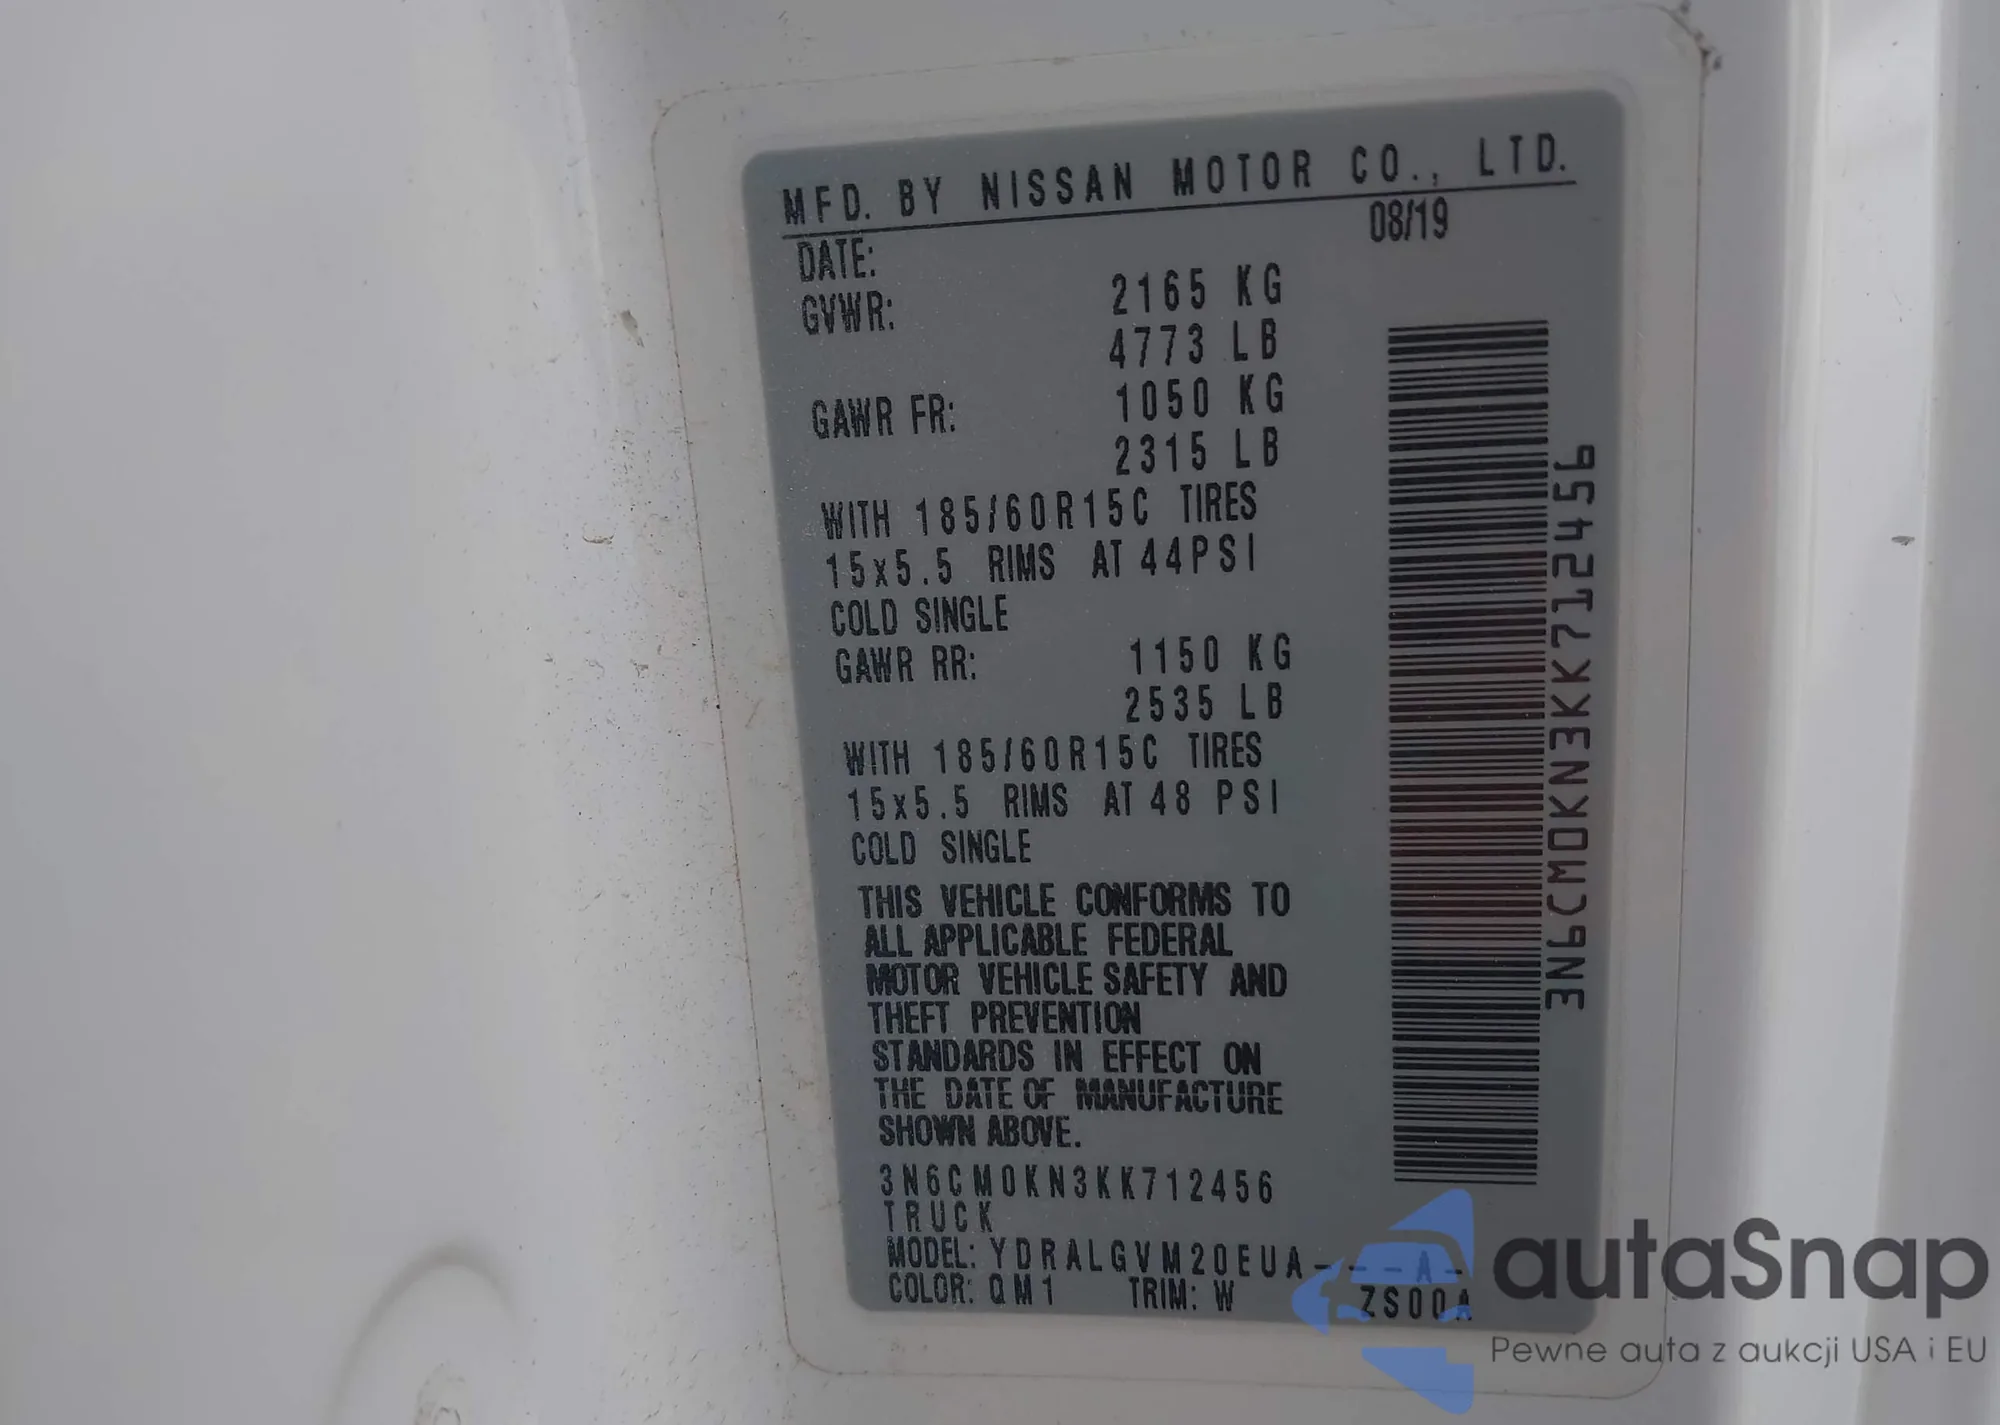 MFD. BY NISSAN MOTOR CO., LTD.
DATE: 08/19
GVWR: 2165 KG
4773 LB
GAWR FR: 1050 KG
2315 LB
WITH 185/60R15C TIRES
15x5.5 RIMS AT 44PSI
COLD SINGLE
GAWR RR: 1150 KG
2535 LB
WITH 185/60R15C TIRES
15x5.5 RIMS AT 48 PSI
COLD SINGLE
THIS VEHICLE CONFORMS TO
ALL APPLICABLE FEDERAL
MOTOR VEHICLE SAFETY AND
THEFT PREVENTION
STANDARDS IN EFFECT ON
THE DATE OF MANUFACTURE
SHOWN ABOVE.
3N6CM0KN3KK712456
TRUCK
MODEL: YDRALGVM20EUA---A-
COLOR: QM1 TRIM: W ZS00A
3N6CM0KN3KK712456
autaSnap
Pewne auta z aukcji USA i EU